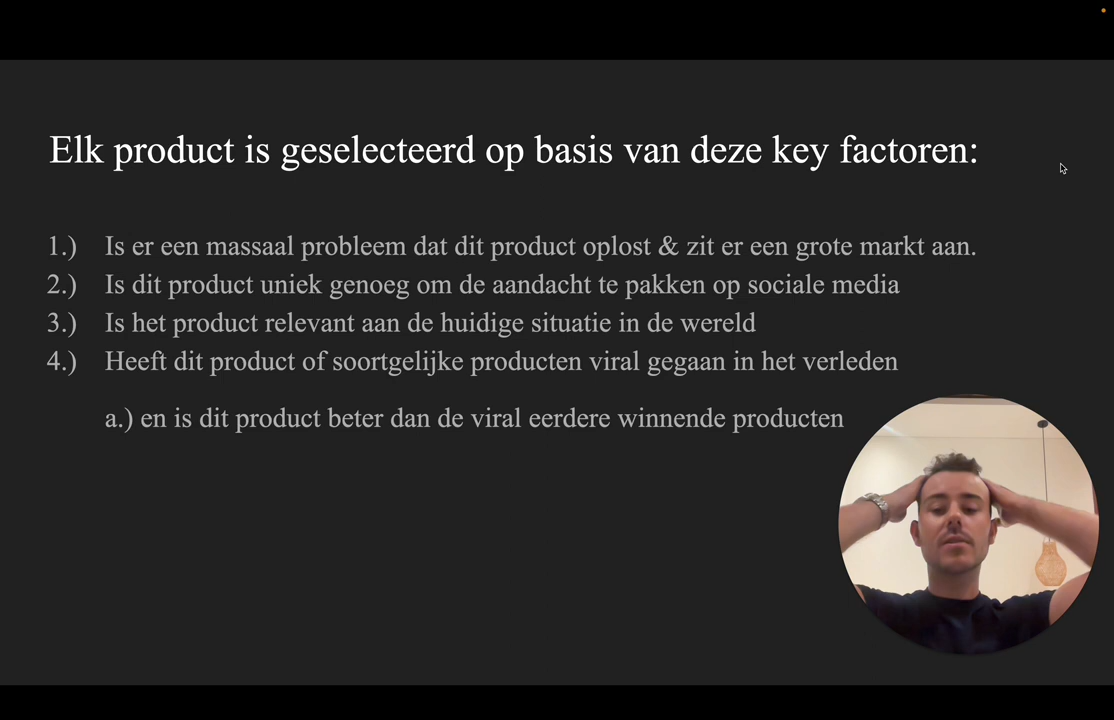 Elk product is geselecteerd op basis van deze key factoren:
1.) Is er een massaal probleem dat dit product oplost & zit er een grote markt aan.
2.) Is dit product uniek genoeg om de aandacht te pakken op sociale media
3.) Is het product relevant aan de huidige situatie in de wereld
4.) Heeft dit product of soortgelijke producten viral gegaan in het verleden
a.) en is dit product beter dan de viral eerdere winnende producten